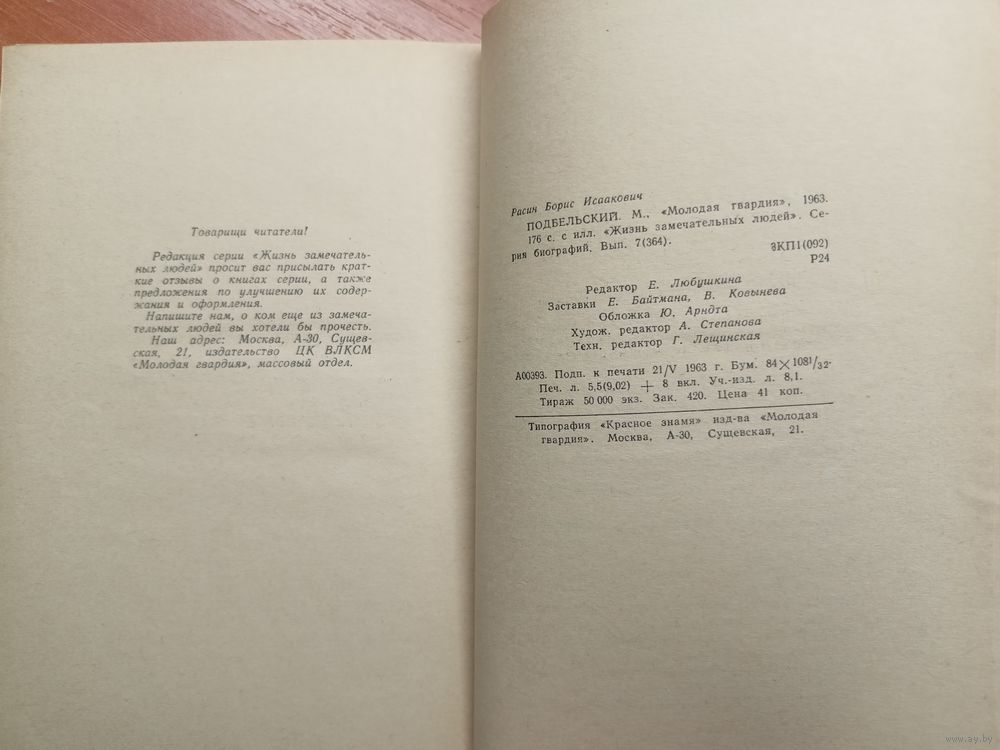 Товарищи читатели!
Редакция серии «Жизнь замечатель-
ных людей» просит вас присылать крат-
кие отзывы о книгах серии, а также
предложения по улучшению их содер-
жания и оформления.
Напишите нам, о ком еще из замеча-
тельных людей вы хотели бы прочесть.
Наш адрес: Москва, А-30, Сущев-
ская, 21, издательство ЦК ВЛКСМ
«Молодая гвардия», массовый отдел.
Расин Борис Исаакович
ПОДБЕЛЬСКИЙ. М., «Молодая гвардия», 1963.
176 с. с илл. «Жизнь замечательных людей». Се-
рия биографий. Вып. 7(364).
3КП1(092)
Р24
Редактор Е. Любушкина
Заставки Е. Байтмана, В. Ковынева
Обложка Ю. Арндта
Худож. редактор А. Степанова
Техн. редактор Г. Лещинская
А00393. Подп. к печати 21/V 1963 г. Бум. 84×108¹/₃₂.
Печ. л. 5,5(9,02) + 8 вкл. Уч.-изд. л. 8,1.
Тираж 50 000 экз. Зак. 420. Цена 41 коп.
Типография «Красное знамя» изд-ва «Молодая
гвардия». Москва, А-30, Сущевская, 21.
www.ay.by